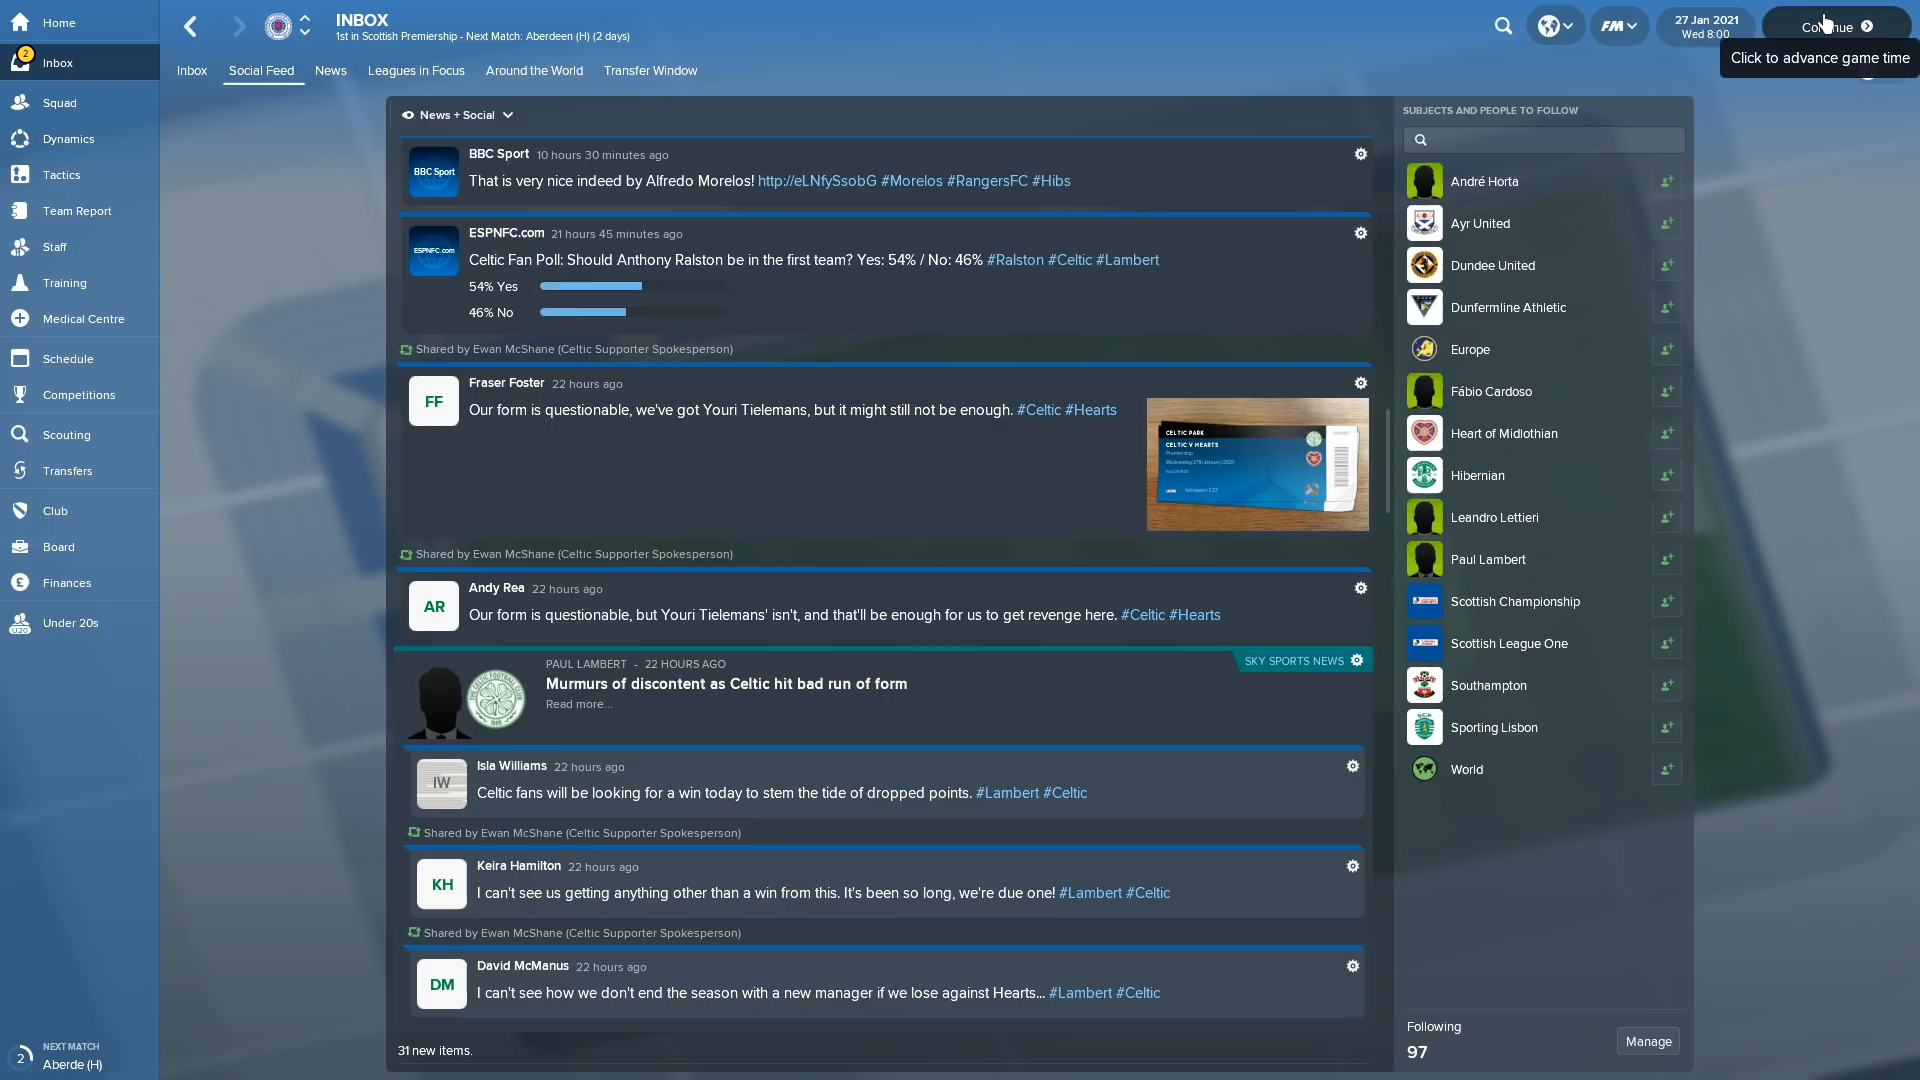 Home
2
Inbox
Squad
Dynamics
Tactics
Team Report
Staff
Training
Medical Centre
Schedule
Competitions
Scouting
Transfers
Club
Board
Finances
U20
Under 20s
2
NEXT MATCH
Aberde (H)
INBOX
1st in Scottish Premiership - Next Match: Aberdeen (H) (2 days)
FM
27 Jan 2021
Wed 8:00
Click to advance game time
Inbox Social Feed News Leagues in Focus Around the World Transfer Window
News + Social
BBC Sport
BBC Sport 10 hours 30 minutes ago
That is very nice indeed by Alfredo Morelos! http://eLNfySsobG #Morelos #RangersFC #Hibs
ESPNFC.com
ESPNFC.com 21 hours 45 minutes ago
Celtic Fan Poll: Should Anthony Ralston be in the first team? Yes: 54% / No: 46% #Ralston #Celtic #Lambert
54% Yes
46% No
Shared by Ewan McShane (Celtic Supporter Spokesperson)
FF
Fraser Foster 22 hours ago
Our form is questionable, we've got Youri Tielemans, but it might still not be enough. #Celtic #Hearts
CELTIC PARK
CELTIC V HEARTS
Premiership
Wednesday 27th January 2021
Shared by Ewan McShane (Celtic Supporter Spokesperson)
AR
Andy Rea 22 hours ago
Our form is questionable, but Youri Tielemans' isn't, and that'll be enough for us to get revenge here. #Celtic #Hearts
PAUL LAMBERT - 22 HOURS AGO
SKY SPORTS NEWS
Murmurs of discontent as Celtic hit bad run of form
Read more...
IW
Isla Williams 22 hours ago
Celtic fans will be looking for a win today to stem the tide of dropped points. #Lambert #Celtic
Shared by Ewan McShane (Celtic Supporter Spokesperson)
KH
Keira Hamilton 22 hours ago
I can't see us getting anything other than a win from this. It's been so long, we're due one! #Lambert #Celtic
Shared by Ewan McShane (Celtic Supporter Spokesperson)
DM
David McManus 22 hours ago
I can't see how we don't end the season with a new manager if we lose against Hearts... #Lambert #Celtic
31 new items.
SUBJECTS AND PEOPLE TO FOLLOW
André Horta
Ayr United
Dundee United
Dunfermline Athletic
Europe
Fábio Cardoso
Heart of Midlothian
Hibernian
Leandro Lettieri
Paul Lambert
Scottish Championship
Scottish League One
Southampton
Sporting Lisbon
World
Following
97
Manage